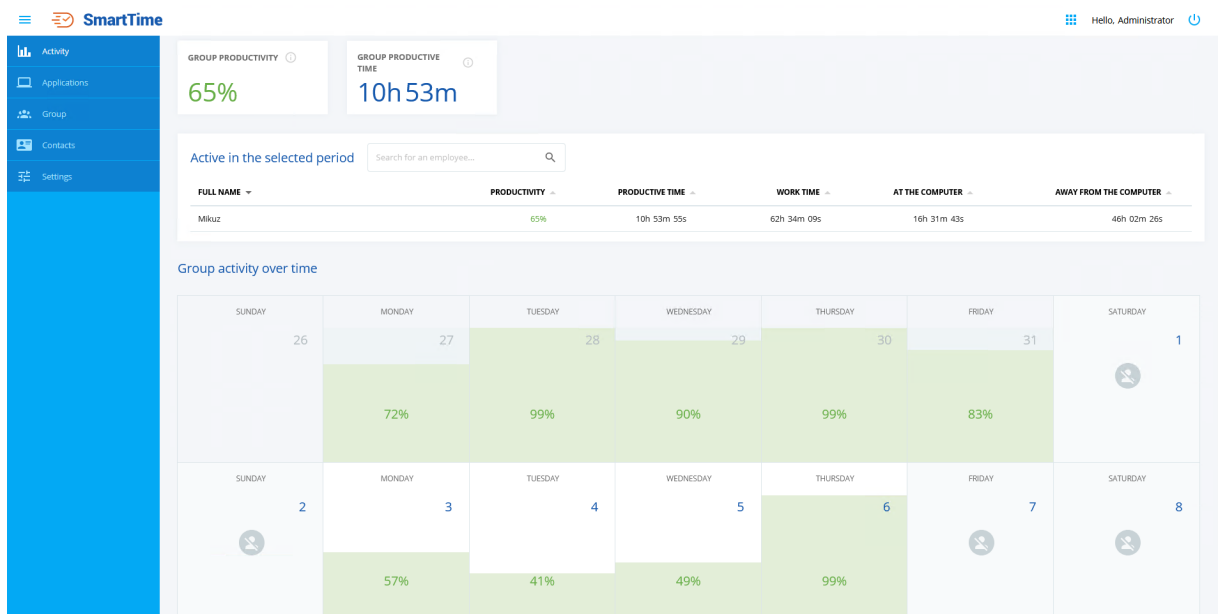 SmartTime
Hello, Administrator
Activity
Applications
Group
Contacts
Settings
GROUP PRODUCTIVITY
65%
GROUP PRODUCTIVE
TIME
10h 53m
Active in the selected period
Search for an employee...
FULL NAME PRODUCTIVITY PRODUCTIVE TIME WORK TIME AT THE COMPUTER AWAY FROM THE COMPUTER
Mikuz 65% 10h 53m 55s 62h 34m 09s 16h 31m 43s 46h 02m 26s
Group activity over time
SUNDAY MONDAY TUESDAY WEDNESDAY THURSDAY FRIDAY SATURDAY
26 27 28 29 30 31 1
72% 99% 90% 99% 83%
SUNDAY MONDAY TUESDAY WEDNESDAY THURSDAY FRIDAY SATURDAY
2 3 4 5 6 7 8
57% 41% 49% 99%